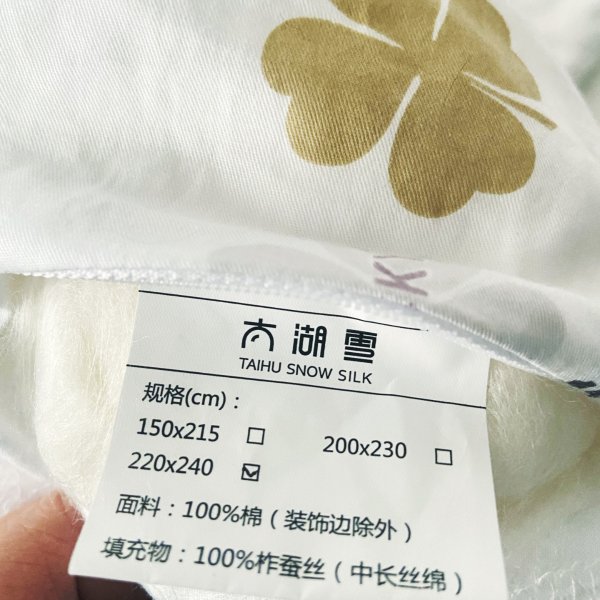 太湖雪
TAIHU SNOW SILK
规格(cm)：
150x215 ☐ 200x230 ☐
220x240 ☑
面料：100%棉（装饰边除外）
填充物：100%柞蚕丝（中长丝绵）